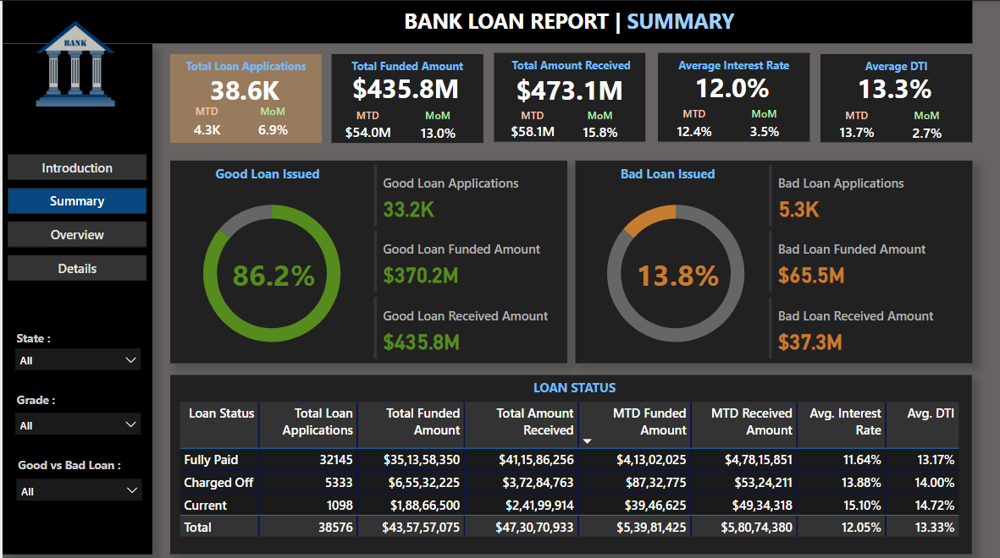 BANK LOAN REPORT | SUMMARY
BANK
Introduction
Summary
Overview
Details
State :
All
Grade :
All
Good vs Bad Loan :
All
Total Loan Applications
38.6K
MTD MoM
4.3K 6.9%
Total Funded Amount
$435.8M
MTD MoM
$54.0M 13.0%
Total Amount Received
$473.1M
MTD MoM
$58.1M 15.8%
Average Interest Rate
12.0%
MTD MoM
12.4% 3.5%
Average DTI
13.3%
MTD MoM
13.7% 2.7%
Good Loan Issued
86.2%
Good Loan Applications
33.2K
Good Loan Funded Amount
$370.2M
Good Loan Received Amount
$435.8M
Bad Loan Issued
13.8%
Bad Loan Applications
5.3K
Bad Loan Funded Amount
$65.5M
Bad Loan Received Amount
$37.3M
LOAN STATUS
Loan Status Total Loan Total Funded Total Amount MTD Funded MTD Received Avg. Interest Avg. DTI
Applications Amount Received Amount Amount Rate
Fully Paid 32145 $35,13,58,350 $41,15,86,256 $4,13,02,025 $4,78,15,851 11.64% 13.17%
Charged Off 5333 $6,55,32,225 $3,72,84,763 $87,32,775 $53,24,211 13.88% 14.00%
Current 1098 $1,88,66,500 $2,41,99,914 $39,46,625 $49,34,318 15.10% 14.72%
Total 38576 $43,57,57,075 $47,30,70,933 $5,39,81,425 $5,80,74,380 12.05% 13.33%